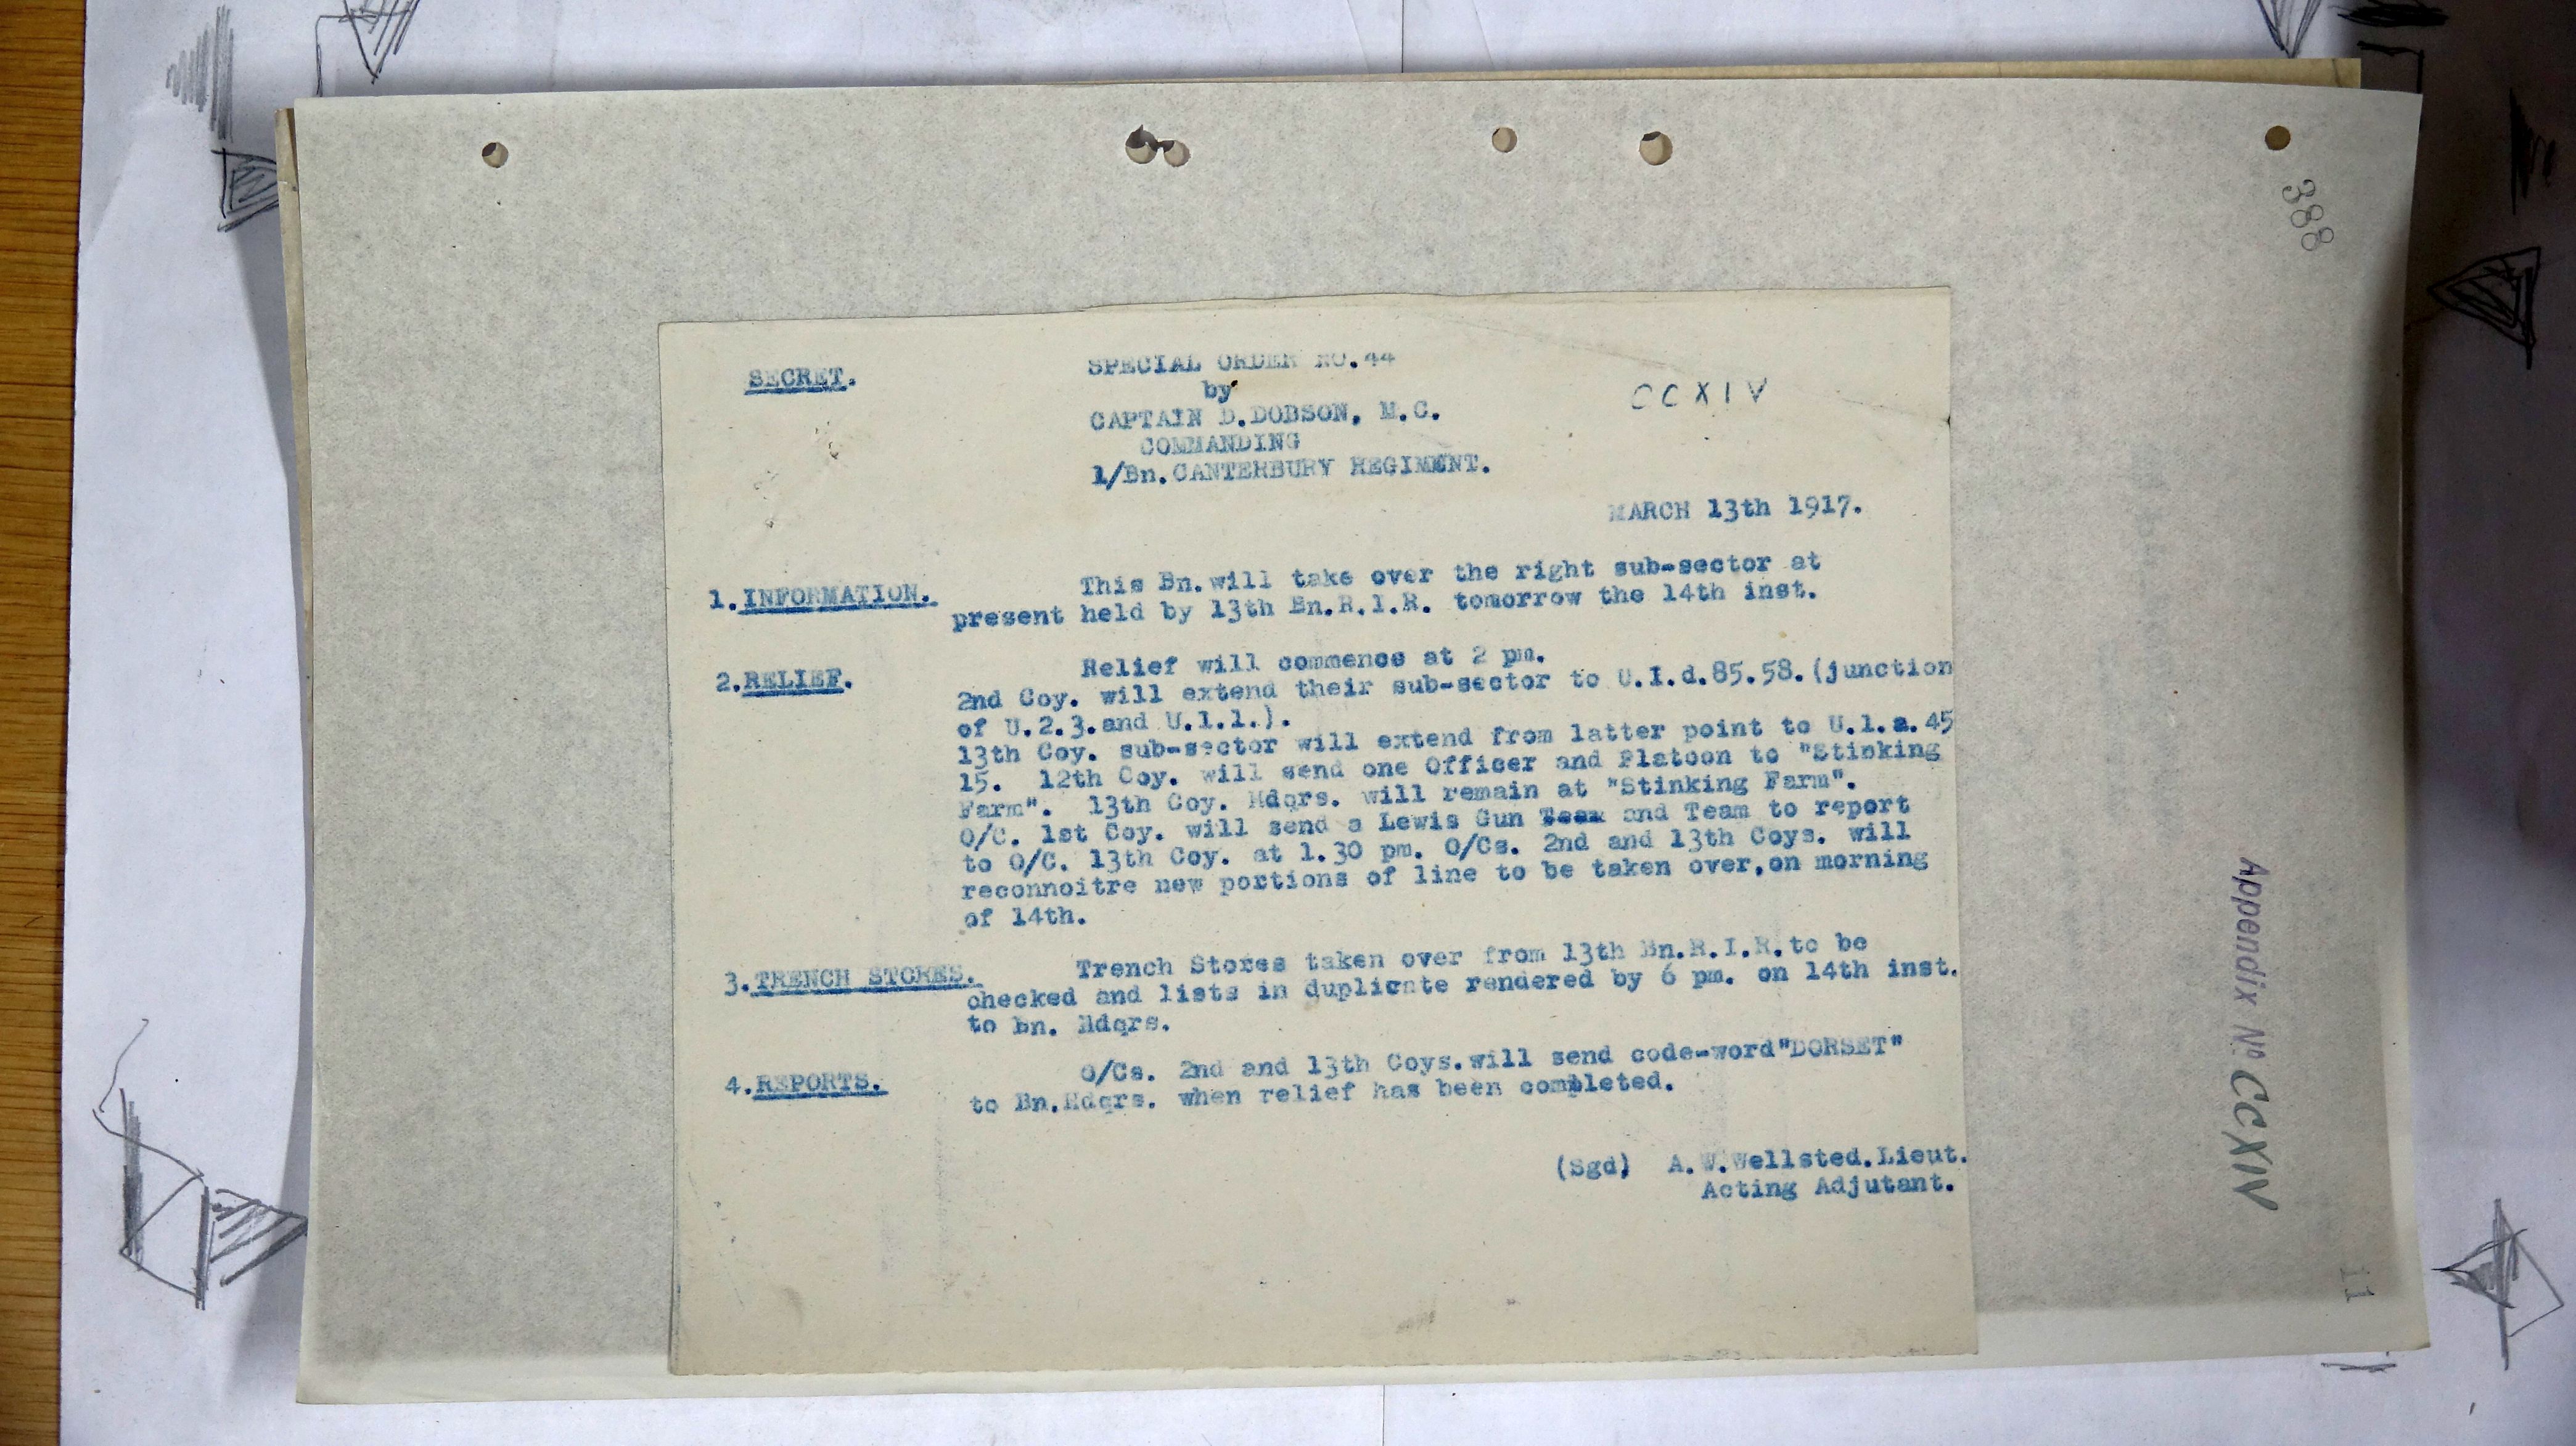 388
SECRET.
SPECIAL ORDER NO.44
by
CAPTAIN D.DOBSON, M.C.
COMMANDING
1/Bn.CANTERBURY REGIMENT.
CCXIV
MARCH 13th 1917.
1.INFORMATION. This Bn.will take over the right sub-sector at
present held by 13th Bn.R.I.R. tomorrow the 14th inst.
2.RELIEF. Relief will commence at 2 pm.
2nd Coy. will extend their sub-sector to U.I.d.85.58.(junction
of U.2.3.and U.1.1.).
13th Coy. sub-sector will extend from latter point to U.1.a.45
15. 12th Coy. will send one Officer and Platoon to "Stinking
Farm". 13th Coy. Hdqrs. will remain at "Stinking Farm".
O/C. 1st Coy. will send a Lewis Gun and Team to report
to O/C. 13th Coy. at 1.30 pm. O/Cs. 2nd and 13th Coys. will
reconnoitre new portions of line to be taken over,on morning
of 14th.
3.TRENCH STORES. Trench Stores taken over from 13th Bn.R.I.R.to be
checked and lists in duplicate rendered by 6 pm. on 14th inst.
to Bn. Hdqrs.
4.REPORTS. O/Cs. 2nd and 13th Coys.will send code-word"DORSET"
to Bn.Hdqrs. when relief has been completed.
(Sgd) A.W.Wellsted.Lieut.
Acting Adjutant.
Appendix No. CCXIV
11